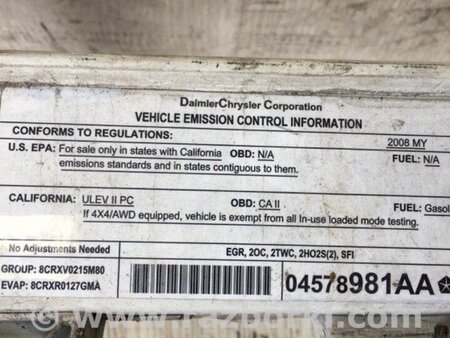 DaimlerChrysler Corporation
VEHICLE EMISSION CONTROL INFORMATION
CONFORMS TO REGULATIONS: 2008 MY
U.S. EPA: For sale only in states with California OBD: N/A FUEL: N/A
emissions standards and in states contiguous to them.
CALIFORNIA: ULEV II PC OBD: CA II FUEL: Gasol
If 4X4/AWD equipped, vehicle is exempt from all In-use loaded mode testing.
No Adjustments Needed EGR, 2OC, 2TWC, 2HO2S(2), SFI
GROUP: 8CRXV0215M80
EVAP: 8CRXR0127GMA
04578981AA
www.razborki.com